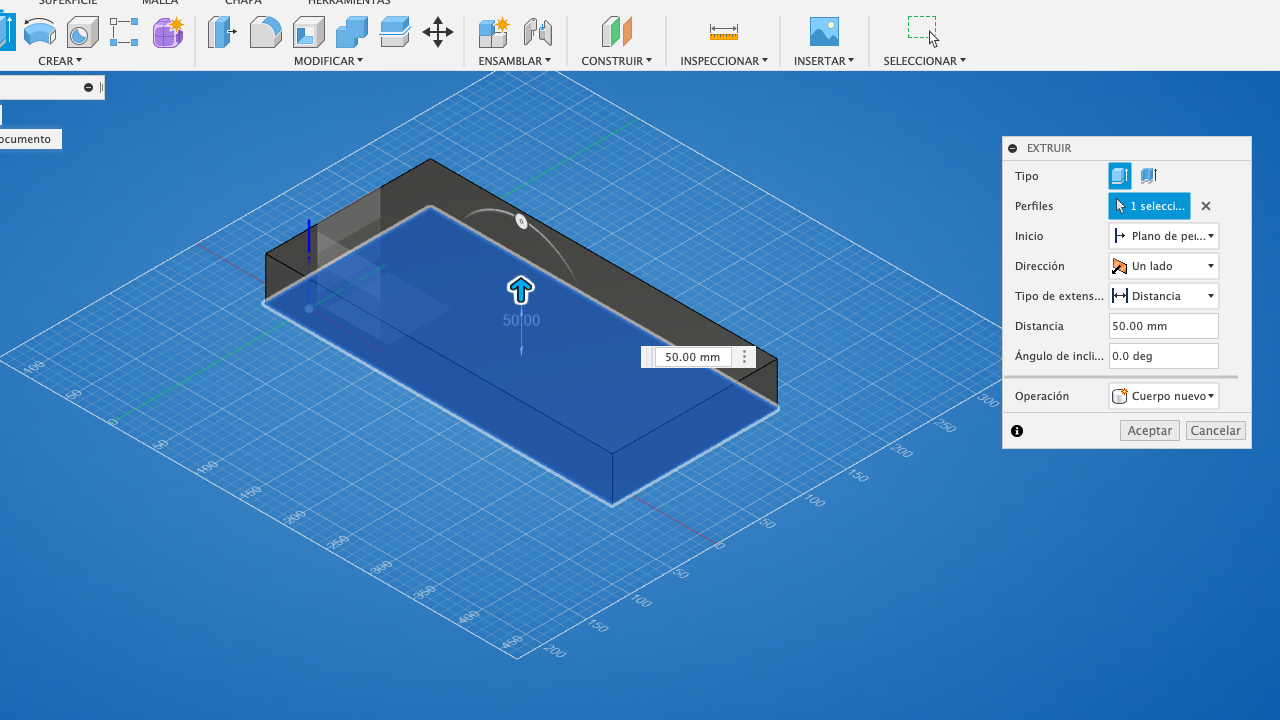 SUPERFICIE MALLA CHAPA HERRAMIENTAS
CREAR MODIFICAR ENSAMBLAR CONSTRUIR INSPECCIONAR INSERTAR SELECCIONAR
ocumento
EXTRUIR
Tipo
Perfiles 1 selecci...
Inicio Plano de per...
Dirección Un lado
Tipo de extens... Distancia
Distancia 50.00 mm
Ángulo de incli... 0.0 deg
Operación Cuerpo nuevo
Aceptar Cancelar
50.00
50.00 mm
100
50
0
50
100
150
200
250
300
350
400
450
200
150
100
50
0
50
100
150
200
250
300